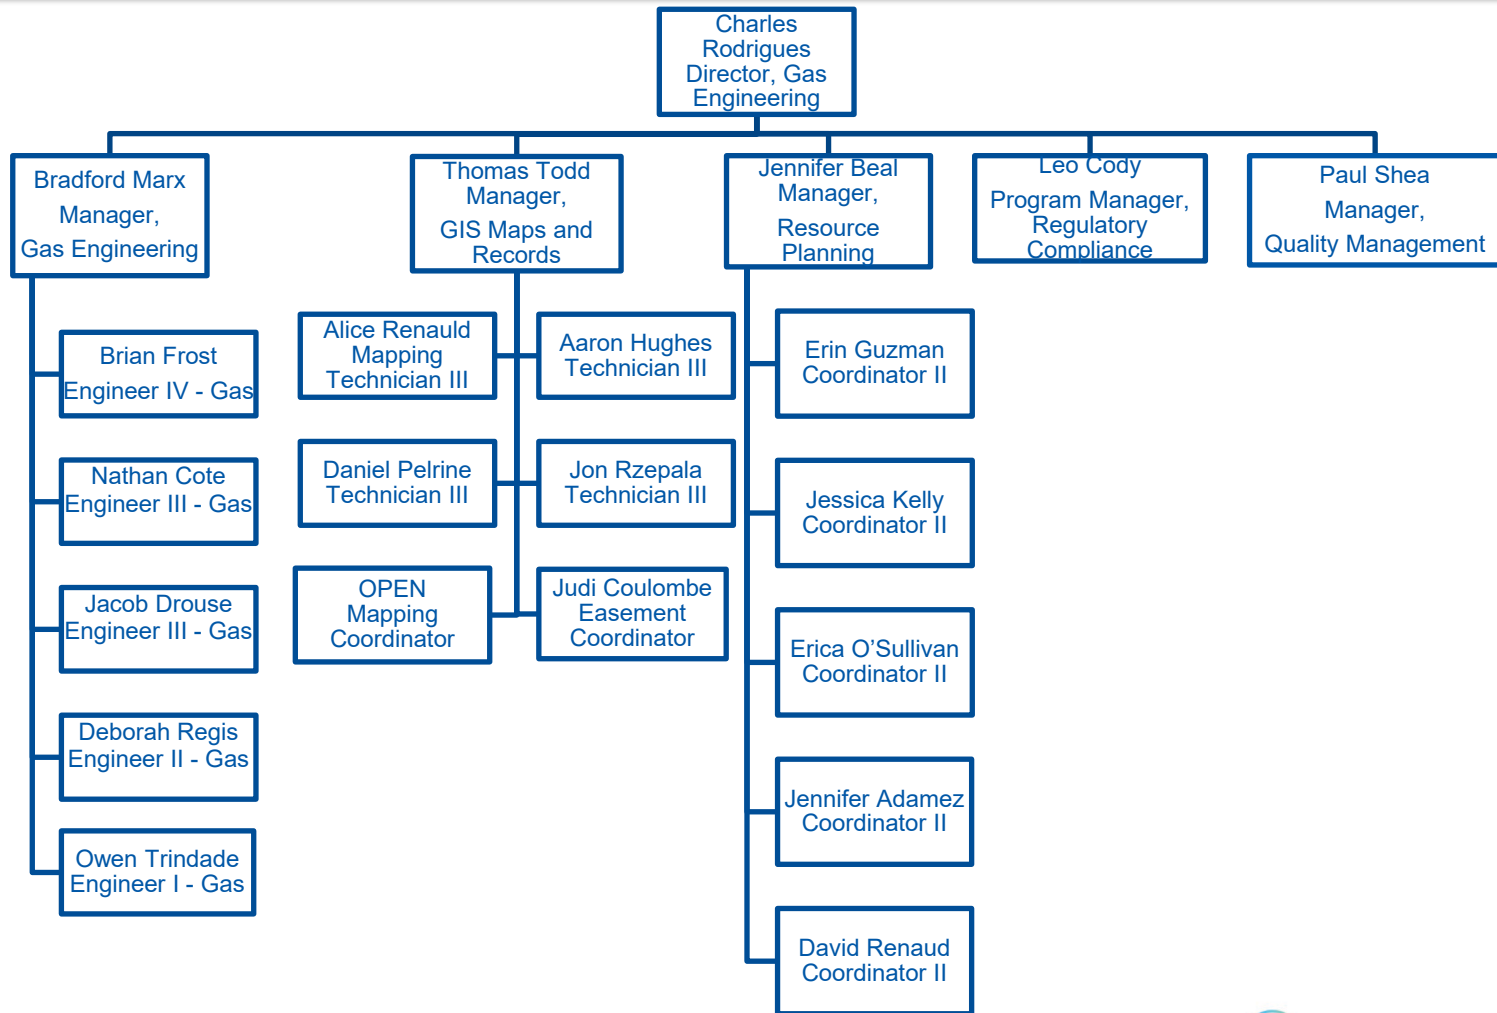 Charles
Rodrigues
Director, Gas
Engineering
Bradford Marx
Manager,
Gas Engineering
Thomas Todd
Manager,
GIS Maps and
Records
Jennifer Beal
Manager,
Resource
Planning
Leo Cody
Program Manager,
Regulatory
Compliance
Paul Shea
Manager,
Quality Management
Brian Frost
Engineer IV - Gas
Nathan Cote
Engineer III - Gas
Jacob Drouse
Engineer III - Gas
Deborah Regis
Engineer II - Gas
Owen Trindade
Engineer I - Gas
Alice Renauld
Mapping
Technician III
Aaron Hughes
Technician III
Daniel Pelrine
Technician III
Jon Rzepala
Technician III
OPEN
Mapping
Coordinator
Judi Coulombe
Easement
Coordinator
Erin Guzman
Coordinator II
Jessica Kelly
Coordinator II
Erica O’Sullivan
Coordinator II
Jennifer Adamez
Coordinator II
David Renaud
Coordinator II